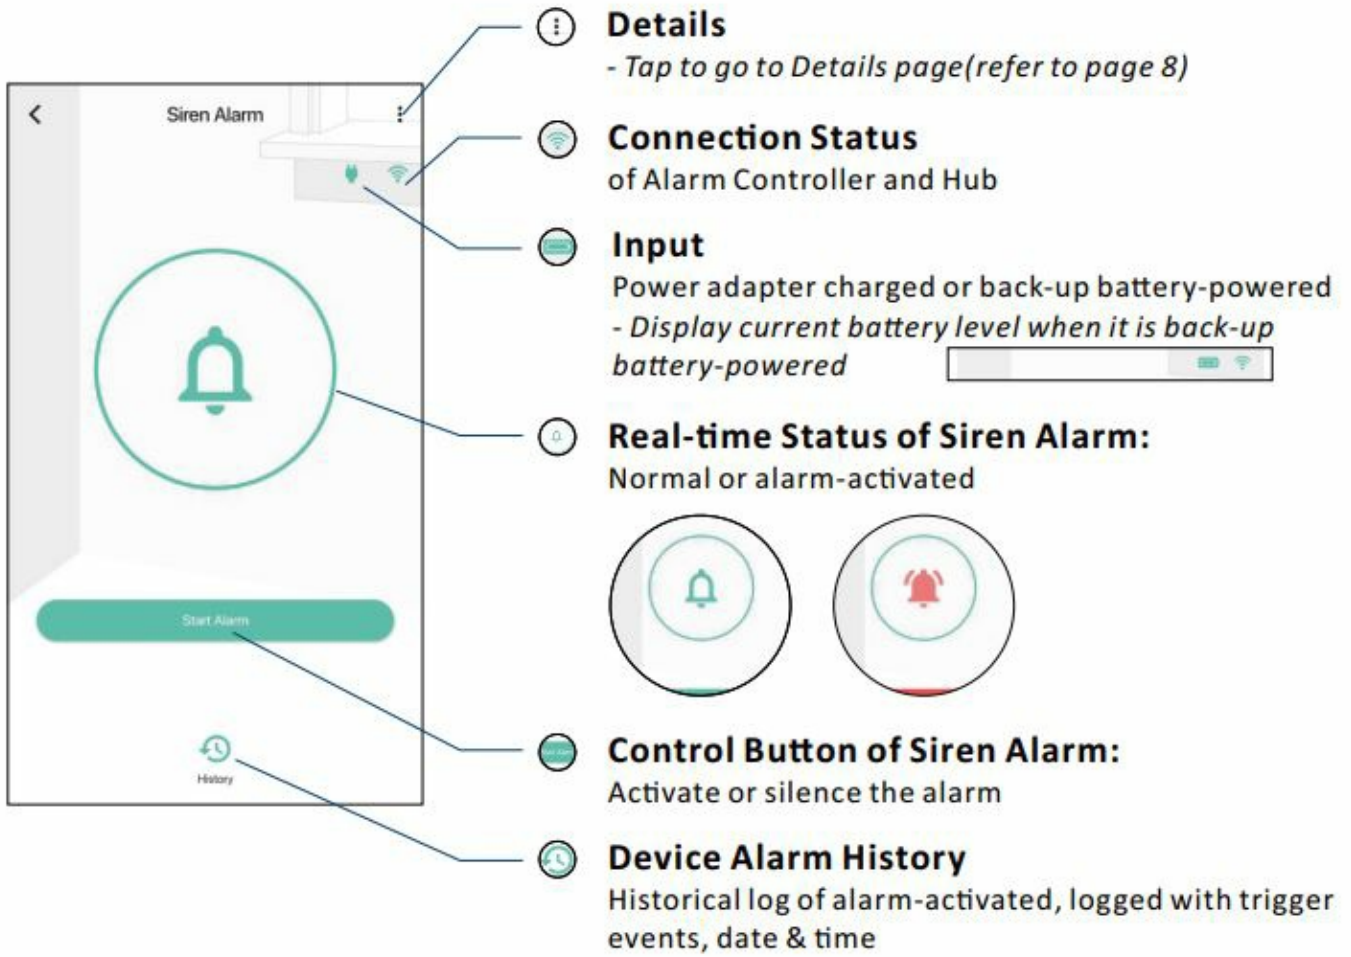 Details
- Tap to go to Details page(refer to page 8)
Siren Alarm
Connection Status
of Alarm Controller and Hub
Input
Power adapter charged or back-up battery-powered
- Display current battery level when it is back-up
battery-powered
Real-time Status of Siren Alarm:
Normal or alarm-activated
Start Alarm
Control Button of Siren Alarm:
Activate or silence the alarm
History
Device Alarm History
Historical log of alarm-activated, logged with trigger
events, date & time